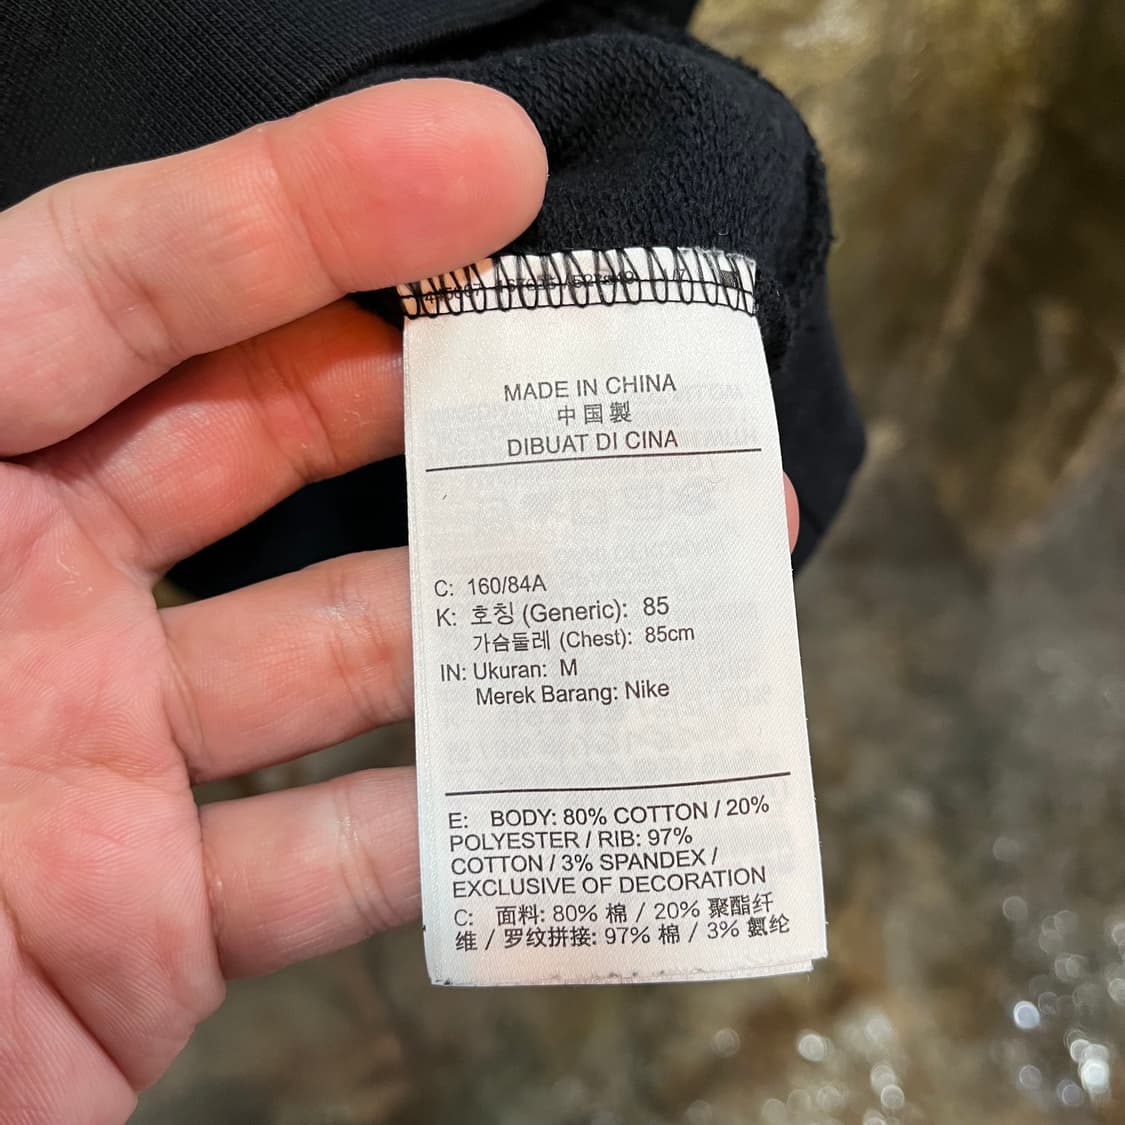 MADE IN CHINA
中国製
DIBUAT DI CINA
C: 160/84A
K: 호칭 (Generic): 85
가슴둘레 (Chest): 85cm
IN: Ukuran: M
Merek Barang: Nike
E: BODY: 80% COTTON / 20%
POLYESTER / RIB: 97%
COTTON / 3% SPANDEX /
EXCLUSIVE OF DECORATION
C: 面料: 80% 棉 / 20% 聚酯纤
维 / 罗纹拼接: 97% 棉 / 3% 氨纶